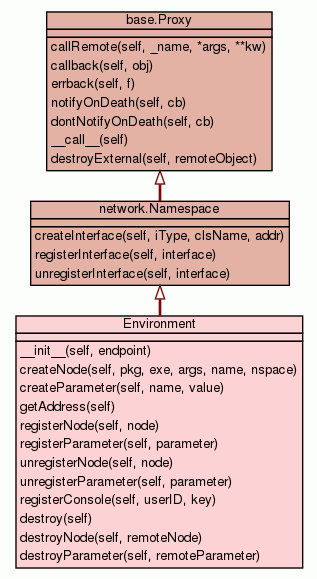 base.Proxy
callRemote(self, _name, *args, **kw)
callback(self, obj)
errback(self, f)
notifyOnDeath(self, cb)
dontNotifyOnDeath(self, cb)
__call__(self)
destroyExternal(self, remoteObject)
network.Namespace
createInterface(self, iType, clsName, addr)
registerInterface(self, interface)
unregisterInterface(self, interface)
Environment
__init__(self, endpoint)
createNode(self, pkg, exe, args, name, nspace)
createParameter(self, name, value)
getAddress(self)
registerNode(self, node)
registerParameter(self, parameter)
unregisterNode(self, node)
unregisterParameter(self, parameter)
registerConsole(self, userID, key)
destroy(self)
destroyNode(self, remoteNode)
destroyParameter(self, remoteParameter)